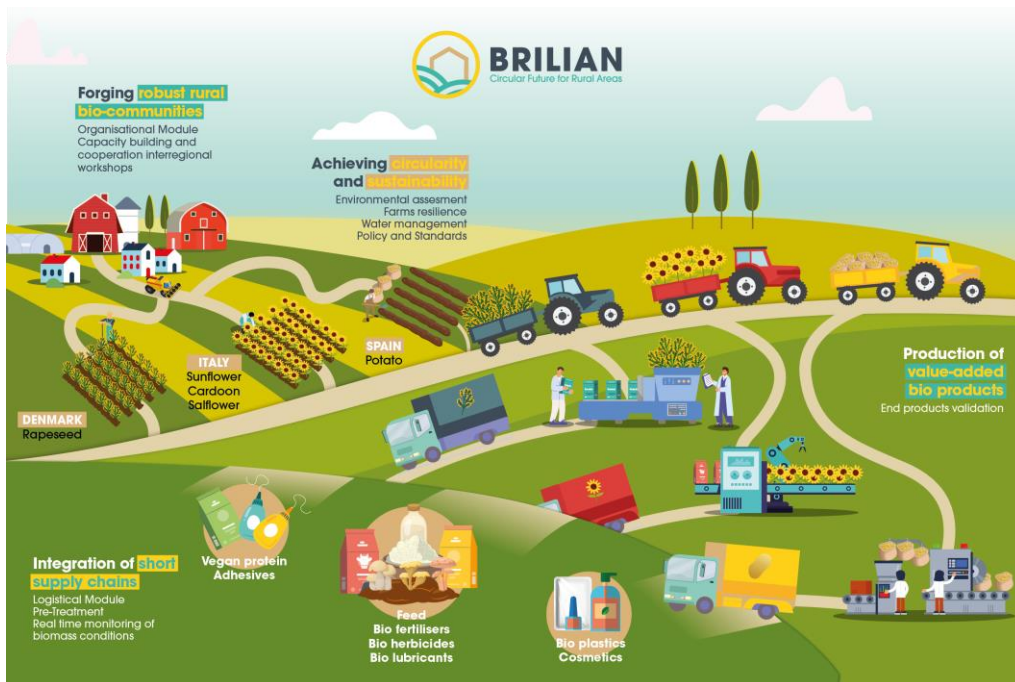 BRILIAN
Circular Future for Rural Areas
Forging robust rural
bio-communities
Organisational Module
Capacity building and
cooperation interregional
workshops
Achieving circularity
and sustainability
Environmental assesment
Farms resilience
Water management
Policy and Standards
SPAIN
Potato
ITALY
Sunflower
Cardoon
Salflower
DENMARK
Rapeseed
Production of
value-added
bio products
End products validation
Integration of short
supply chains
Logistical Module
Pre-Treatment
Real time monitoring of
biomass conditions
Vegan protein
Adhesives
Feed
Bio fertilisers
Bio herbicides
Bio lubricants
Bio plastics
Cosmetics